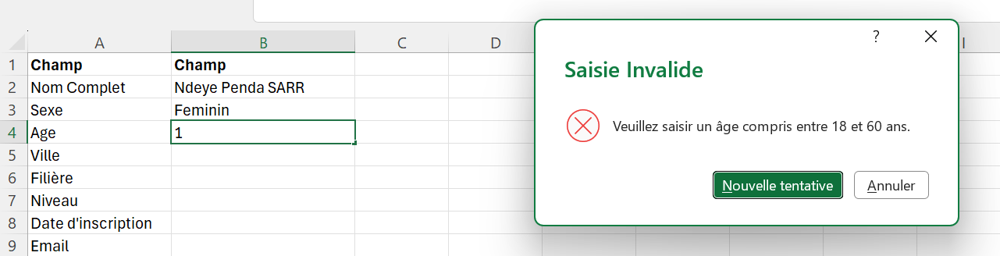 A B C D I
1 Champ Champ
2 Nom Complet Ndeye Penda SARR
3 Sexe Feminin
4 Age 1
5 Ville
6 Filière
7 Niveau
8 Date d'inscription
9 Email
?
Saisie Invalide
Veuillez saisir un âge compris entre 18 et 60 ans.
Nouvelle tentative Annuler